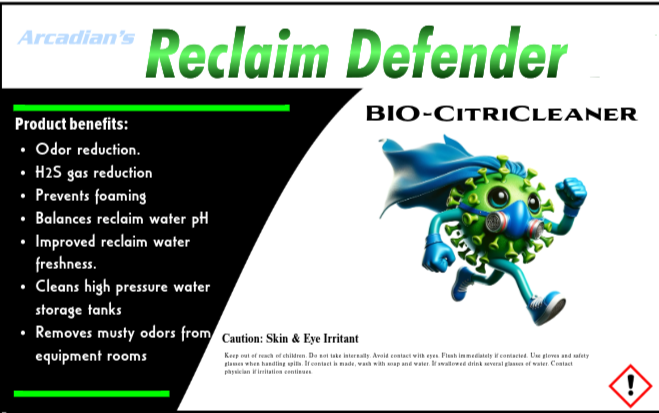 Arcadian's
Reclaim Defender
BIO-CITRICLEANER
Product benefits:
• Odor reduction.
• H2S gas reduction
• Prevents foaming
• Balances reclaim water pH
• Improved reclaim water
freshness.
• Cleans high pressure water
storage tanks
• Removes musty odors from
equipment rooms
Caution: Skin & Eye Irritant
Keep out of reach of children. Do not take internally. Avoid contact with eyes. Flush immediately if contacted. Use gloves and safety
glasses when handling spills. If contact is made, wash with soap and water. If swallowed drink several glasses of water. Contact
physician if irritation continues